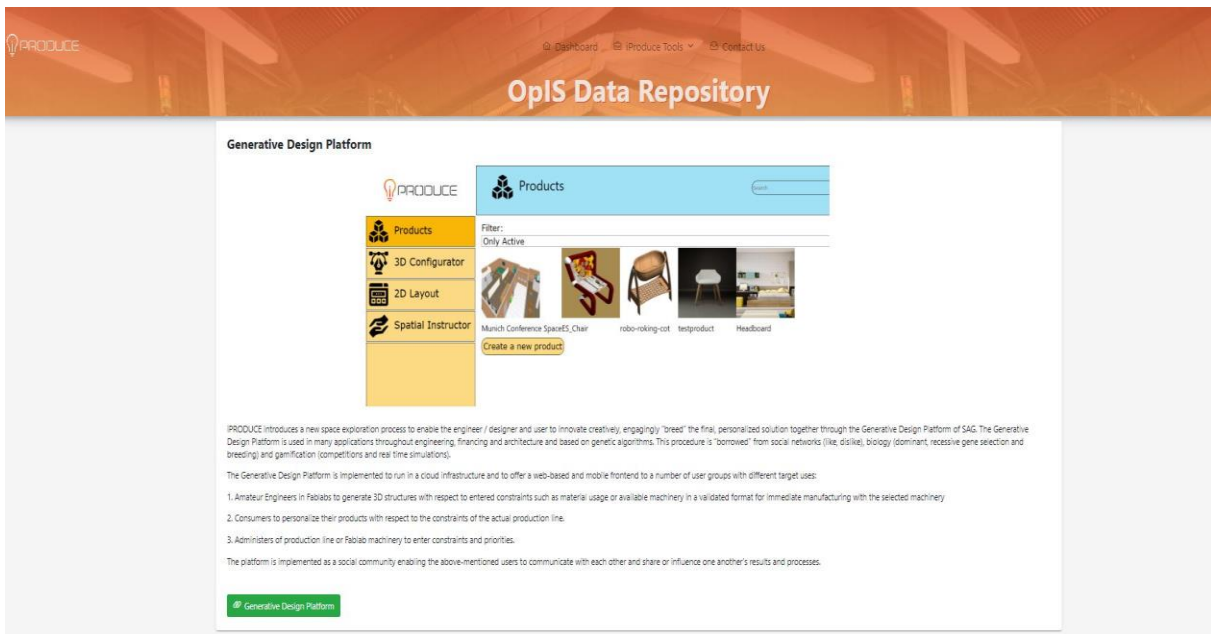 iPRODUCE
Dashboard iProduce Tools Contact Us
OpIS Data Repository
Generative Design Platform
iPRODUCE
Products
Search
Products
3D Configurator
2D Layout
Spatial Instructor
Filter:
Only Active
Munich Conference Space ES_Chair robo-roking-cot testproduct Headboard
Create a new product
iPRODUCE introduces a new space exploration process to enable the engineer / designer and user to innovate creatively, engagingly "breed" the final, personalized solution together through the Generative Design Platform of SAG. The Generative
Design Platform is used in many applications throughout engineering, financing and architecture and based on genetic algorithms. This procedure is "borrowed" from social networks (like, dislike), biology (dominant, recessive gene selection and
breeding) and gamification (competitions and real time simulations).
The Generative Design Platform is implemented to run in a cloud infrastructure and to offer a web-based and mobile frontend to a number of user groups with different target uses:
1. Amateur Engineers in Fablabs to generate 3D structures with respect to entered constraints such as material usage or available machinery in a validated format for immediate manufacturing with the selected machinery
2. Consumers to personalize their products with respect to the constraints of the actual production line.
3. Administers of production line or Fablab machinery to enter constraints and priorities.
The platform is implemented as a social community enabling the above-mentioned users to communicate with each other and share or influence one another's results and processes.
Generative Design Platform